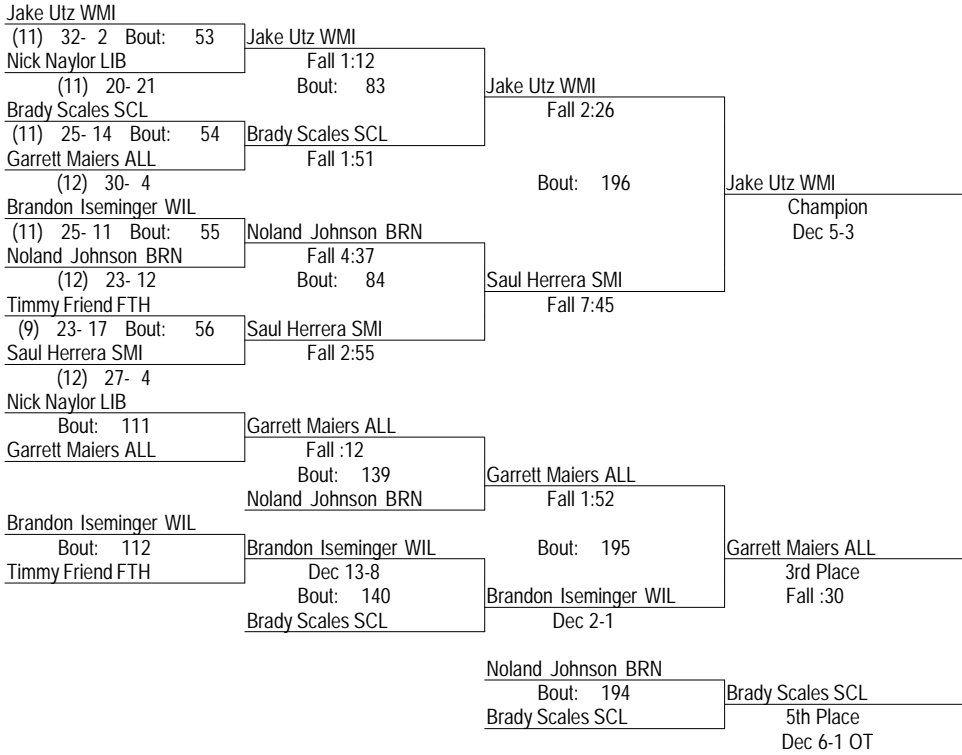 Jake Utz WMI
(11) 32- 2 Bout: 53 Jake Utz WMI
Nick Naylor LIB Fall 1:12
(11) 20- 21 Bout: 83 Jake Utz WMI
Brady Scales SCL Fall 2:26
(11) 25- 14 Bout: 54 Brady Scales SCL
Garrett Maiers ALL Fall 1:51
(12) 30- 4 Bout: 196 Jake Utz WMI
Brandon Iseminger WIL Champion
(11) 25- 11 Bout: 55 Noland Johnson BRN Dec 5-3
Noland Johnson BRN Fall 4:37
(12) 23- 12 Bout: 84 Saul Herrera SMI
Timmy Friend FTH Fall 7:45
(9) 23- 17 Bout: 56 Saul Herrera SMI
Saul Herrera SMI Fall 2:55
(12) 27- 4
Nick Naylor LIB
Bout: 111 Garrett Maiers ALL
Garrett Maiers ALL Fall :12
Bout: 139 Garrett Maiers ALL
Noland Johnson BRN Fall 1:52
Brandon Iseminger WIL
Bout: 112 Brandon Iseminger WIL Bout: 195 Garrett Maiers ALL
Timmy Friend FTH Dec 13-8 3rd Place
Bout: 140 Brandon Iseminger WIL Fall :30
Brady Scales SCL Dec 2-1
Noland Johnson BRN
Bout: 194 Brady Scales SCL
Brady Scales SCL 5th Place
Dec 6-1 OT